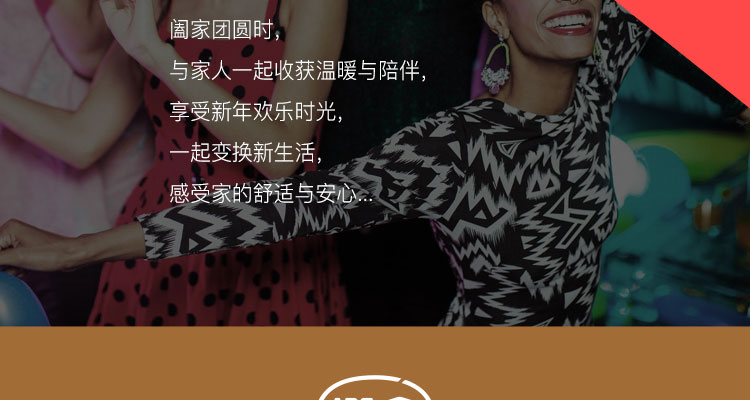 阖家团圆时,
与家人一起收获温暖与陪伴,
享受新年欢乐时光,
一起变换新生活,
感受家的舒适与安心...